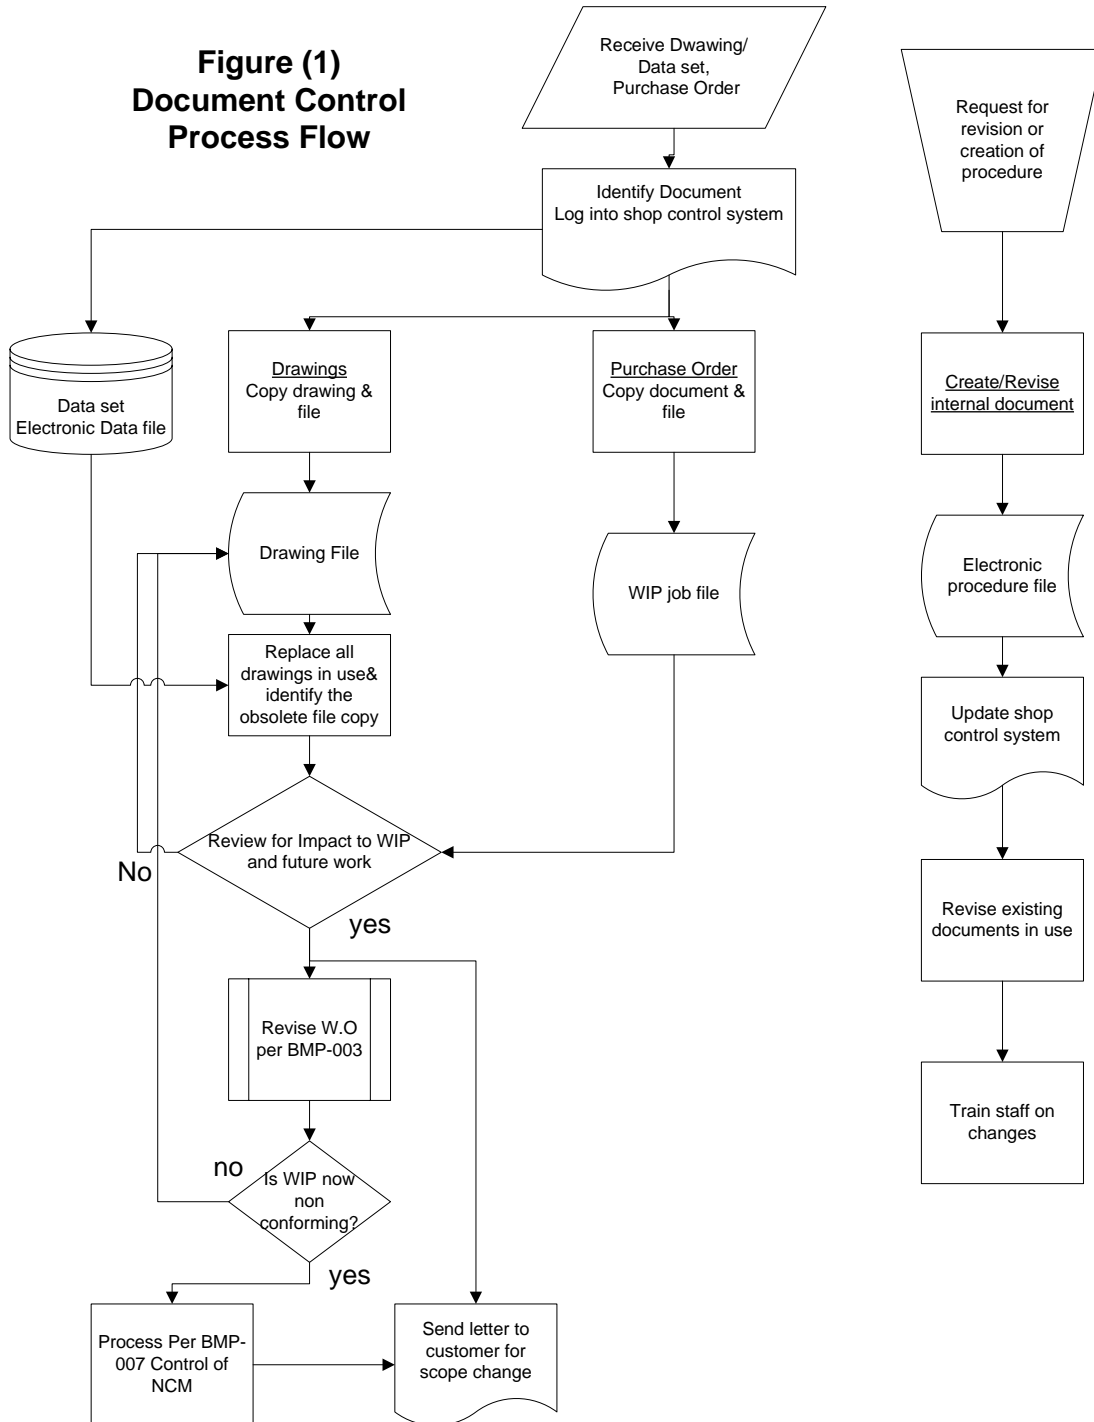 Figure (1)
Document Control
Process Flow
Receive Dwawing/
Data set,
Purchase Order
Request for
revision or
creation of
procedure
Identify Document
Log into shop control system
Data set
Electronic Data file
Drawings
Copy drawing &
file
Purchase Order
Copy document &
file
Create/Revise
internal document
Drawing File
WIP job file
Electronic
procedure file
Replace all
drawings in use&
identify the
obsolete file copy
Update shop
control system
Review for Impact to WIP
and future work
No
yes
Revise existing
documents in use
Revise W.O
per BMP-003
Train staff on
changes
no
Is WIP now
non
conforming?
yes
Process Per BMP-
007 Control of
NCM
Send letter to
customer for
scope change